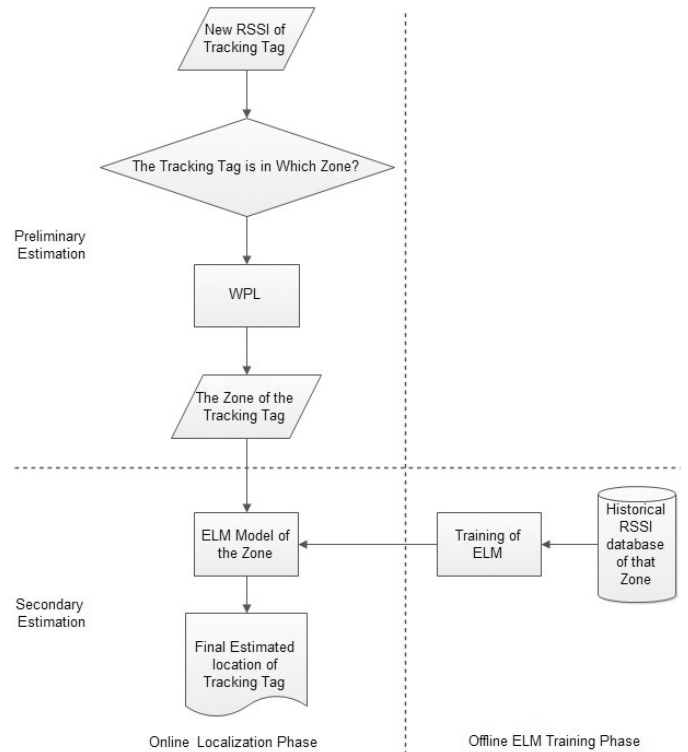 New RSSI of
Tracking Tag
The Tracking Tag is in Which Zone?
Preliminary
Estimation
WPL
The Zone of the
Tracking Tag
ELM Model of
the Zone
Training of
ELM
Historical
RSSI
database
of that
Zone
Secondary
Estimation
Final Estimated
location of
Tracking Tag
Online Localization Phase
Offline ELM Training Phase